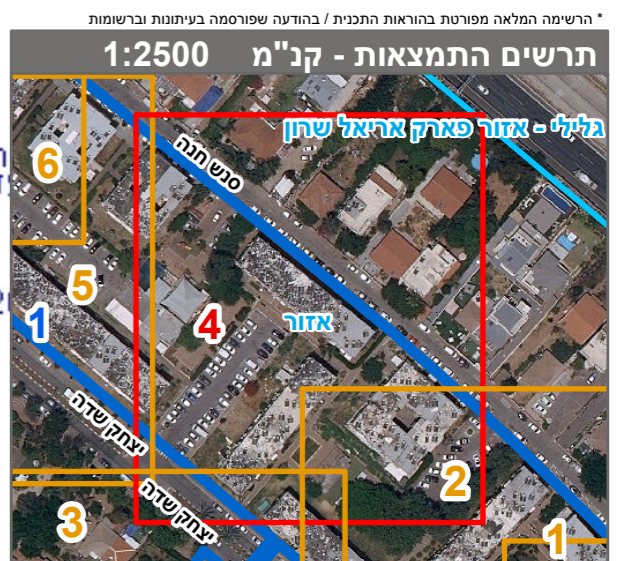 * הרשימה המלאה מפורטת בהוראות התכנית / בהודעה שפורסמה בעיתונות וברשומות
תרשים התמצאות - קנ"מ 1:2500
גלילי - אזור פארק אריאל שרון
סנש חנה
6
5
1
4
אזור
יצחק שדה
יצחק שדה
2
3
1